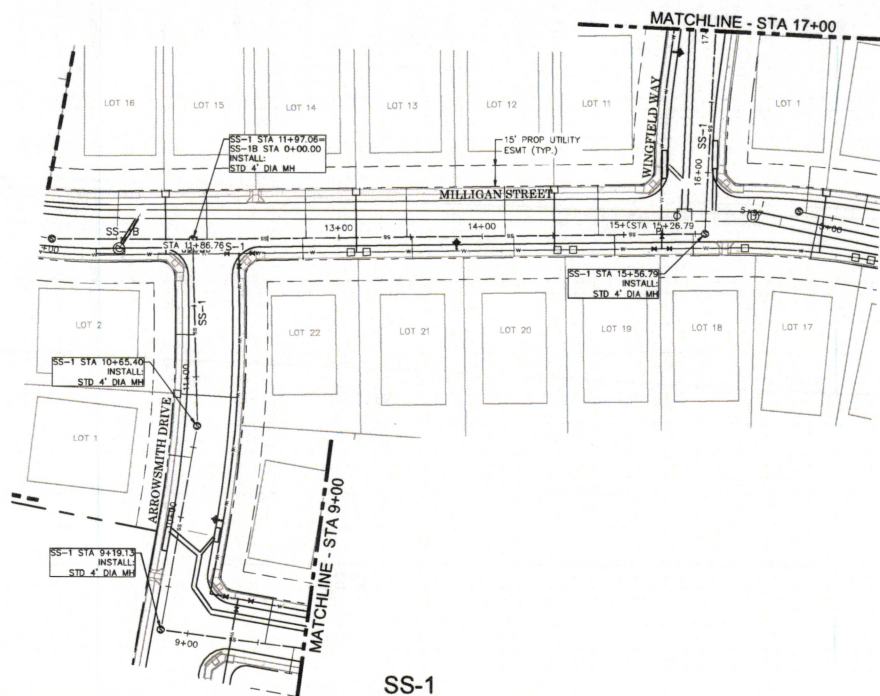 MATCHLINE - STA 17+00
LOT 16
LOT 15
LOT 14
LOT 13
LOT 12
LOT 11
LOT 1
WINGFIELD WAY
SS-1
16+00
SS-1 STA 11+97.06=
SS-1B STA 0+00.00
INSTALL:
STD 4' DIA MH
15' PROP UTILITY
ESMT (TYP.)
MILLIGAN STREET
13+00
14+00
STA 15+26.79
STA 11+86.76
SS-1 STA 15+56.79
INSTALL:
STD 4' DIA MH
SS-1
LOT 2
LOT 22
LOT 21
LOT 20
LOT 19
LOT 18
LOT 17
SS-1 STA 10+65.40
INSTALL:
STD 4' DIA MH
11+00
LOT 1
ARROWSMITH DRIVE
10+00
MATCHLINE - STA 9+00
SS-1 STA 9+19.13
INSTALL:
STD 4' DIA MH
9+00
SS-1